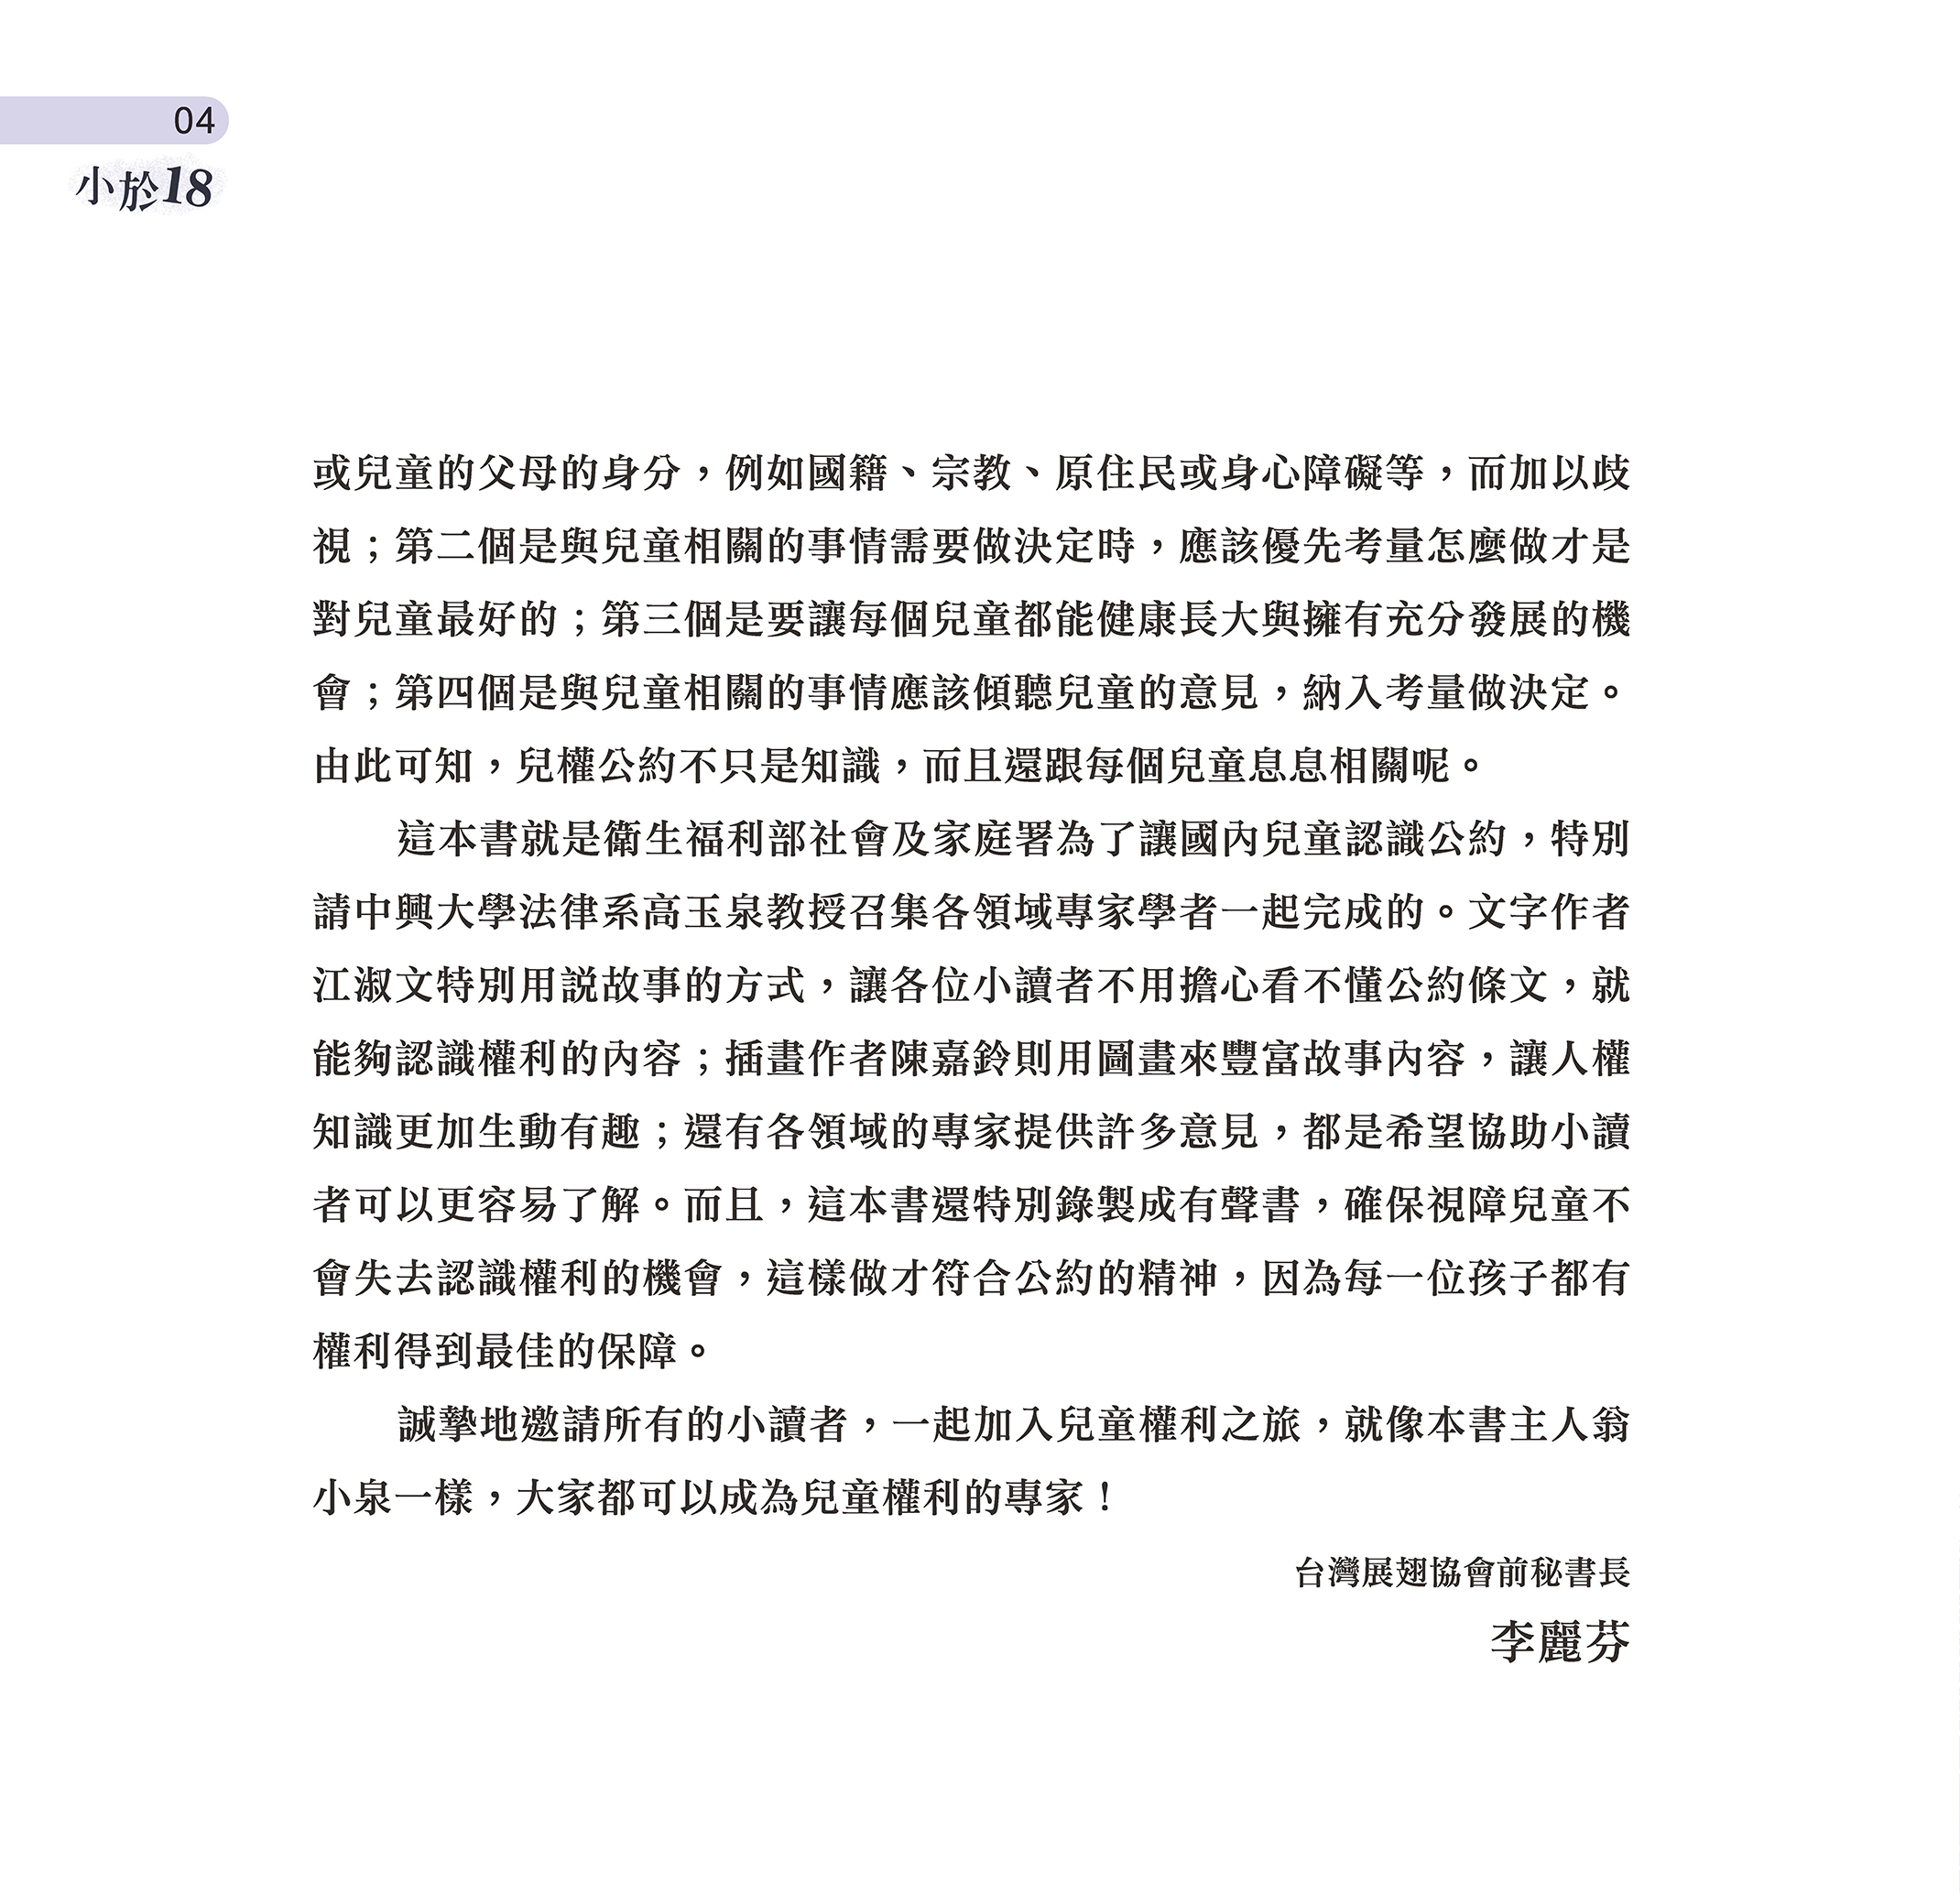 04
小於18
或兒童的父母的身分，例如國籍、宗教、原住民或身心障礙等，而加以歧
視；第二個是與兒童相關的事情需要做決定時，應該優先考量怎麼做才是
對兒童最好的；第三個是要讓每個兒童都能健康長大與擁有充分發展的機
會；第四個是與兒童相關的事情應該傾聽兒童的意見，納入考量做決定。
由此可知，兒權公約不只是知識，而且還跟每個兒童息息相關呢。
這本書就是衛生福利部社會及家庭署為了讓國內兒童認識公約，特別
請中興大學法律系高玉泉教授召集各領域專家學者一起完成的。文字作者
江淑文特別用說故事的方式，讓各位小讀者不用擔心看不懂公約條文，就
能夠認識權利的內容；插畫作者陳嘉鈴則用圖畫來豐富故事內容，讓人權
知識更加生動有趣；還有各領域的專家提供許多意見，都是希望協助小讀
者可以更容易了解。而且，這本書還特別錄製成有聲書，確保視障兒童不
會失去認識權利的機會，這樣做才符合公約的精神，因為每一位孩子都有
權利得到最佳的保障。
誠摯地邀請所有的小讀者，一起加入兒童權利之旅，就像本書主人翁
小泉一樣，大家都可以成為兒童權利的專家！
台灣展翅協會前秘書長
李麗芬